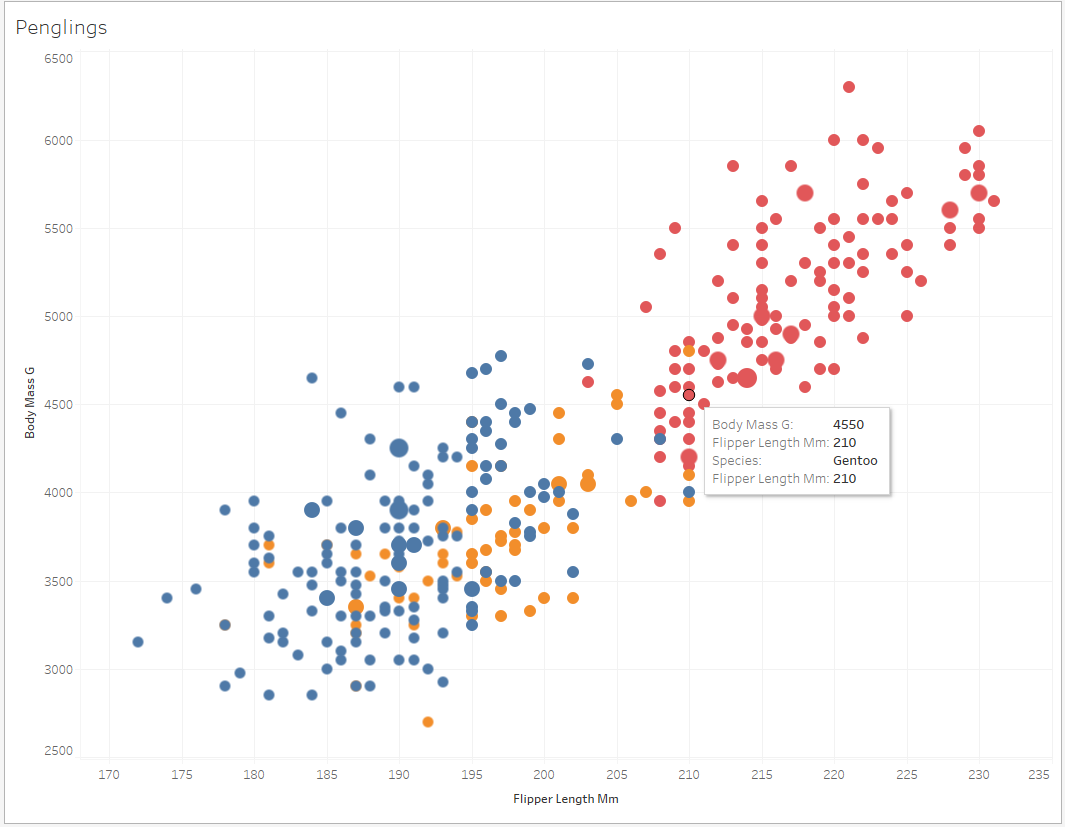 Penglings
6500
6000
5500
5000
4500
4000
3500
3000
2500
Body Mass G
Body Mass G: 4550
Flipper Length Mm: 210
Species: Gentoo
Flipper Length Mm: 210
170 175 180 185 190 195 200 205 210 215 220 225 230 235
Flipper Length Mm